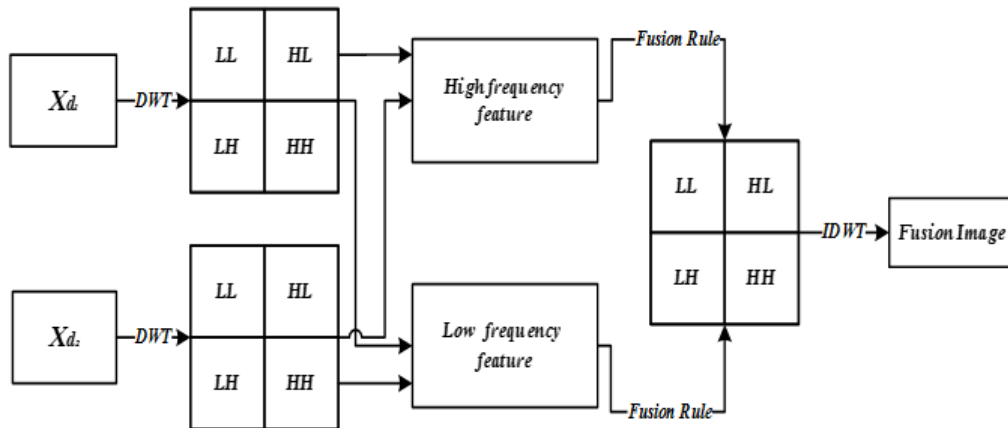 Xd₁
DWT
LL
HL
LH
HH
High frequency
feature
Fusion Rule
Xd₂
DWT
LL
HL
LH
HH
Low frequency
feature
Fusion Rule
LL
HL
LH
HH
IDWT
Fusion Image